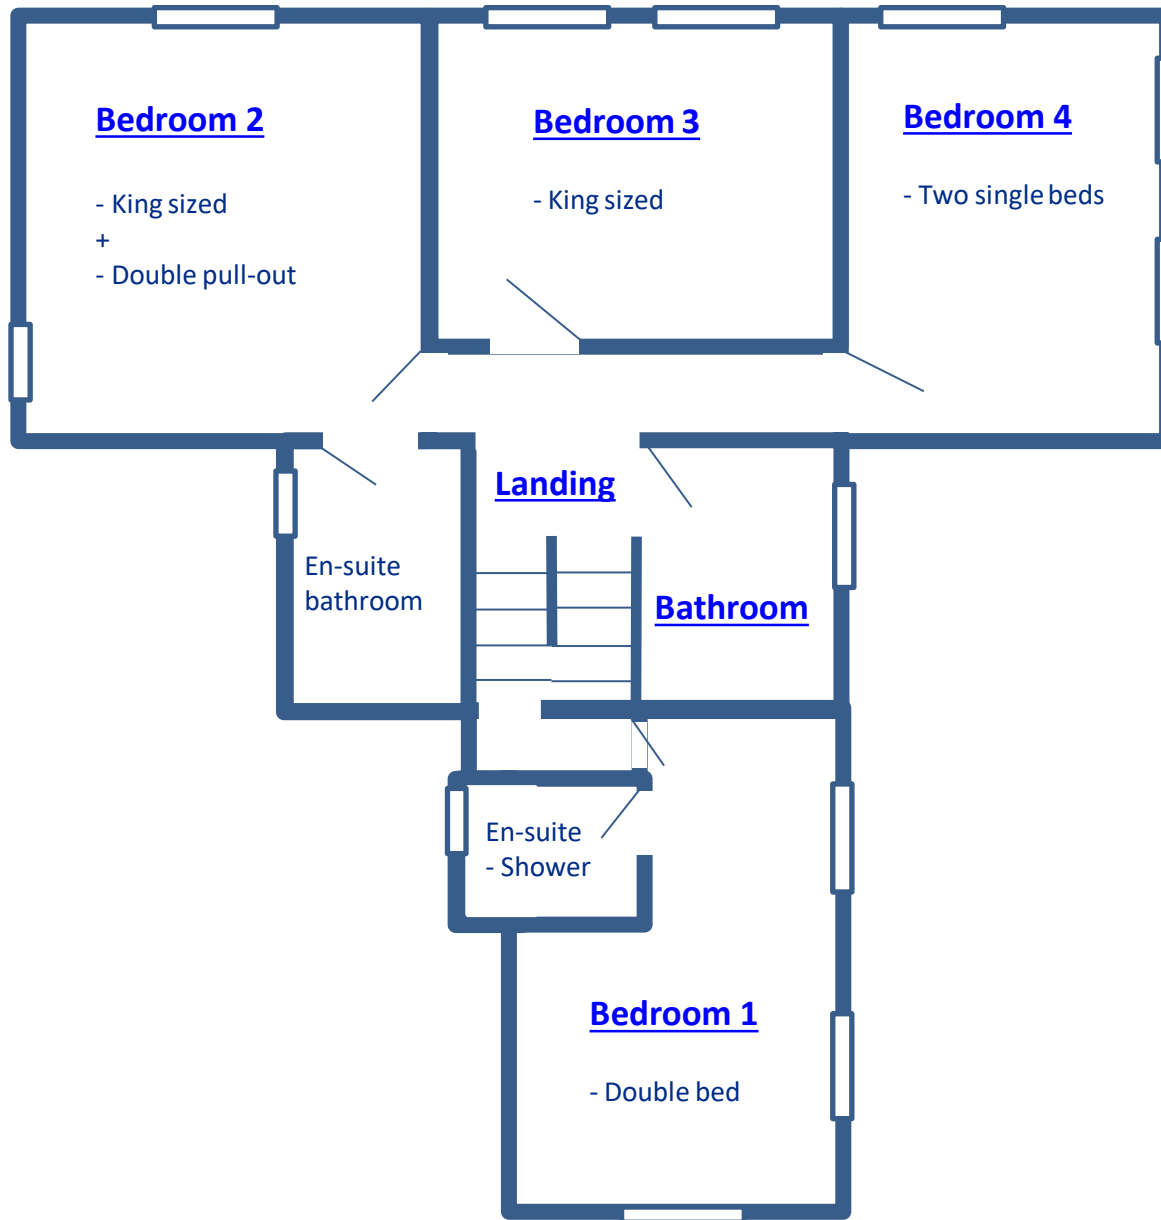 Bedroom 2
- King sized
+
- Double pull-out
Bedroom 3
- King sized
Bedroom 4
- Two single beds
Landing
En-suite
bathroom
Bathroom
En-suite
- Shower
Bedroom 1
- Double bed